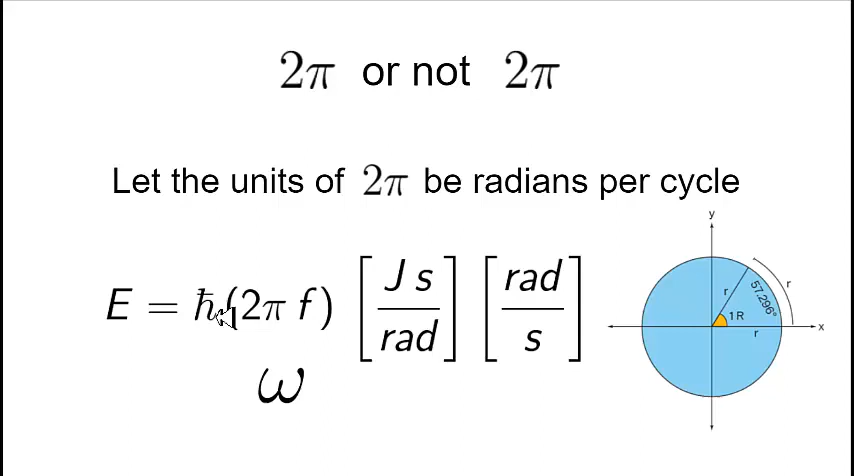 2π or not 2π
Let the units of 2π be radians per cycle
E = ħ(2π f) [J s / rad] [rad / s]
ω
y
r
r
57.296°
1R
r
x